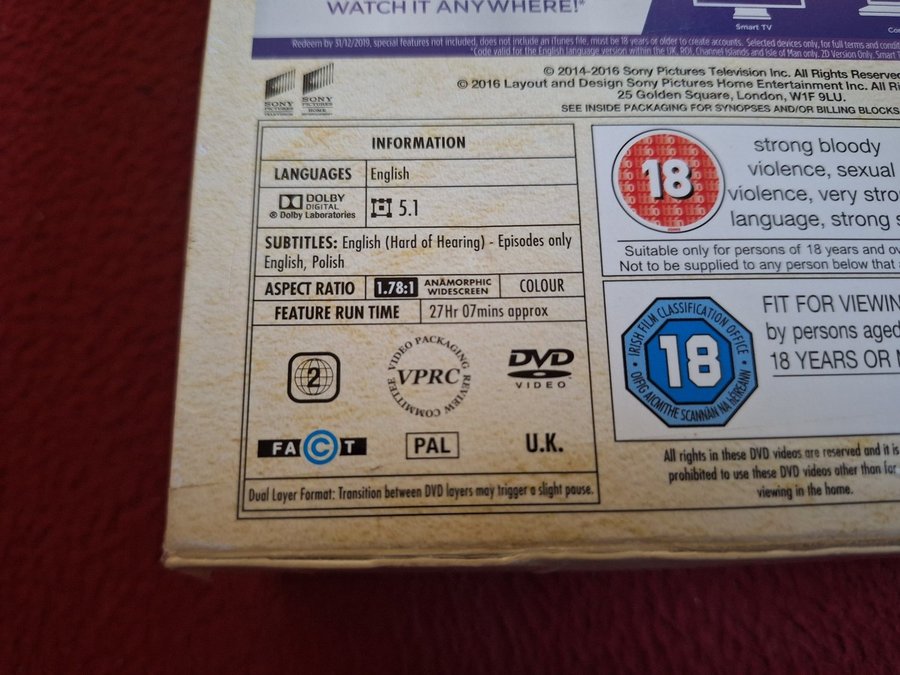 WATCH IT ANYWHERE!*
Smart TV
Redeem by 31/12/2019, special features not included, does not include an iTunes file, must be 18 years or older to create accounts. Selected devices only, for full terms and
*Code valid for the English language version within the UK, ROI, Channel Islands and Isle of Man only. 2D Version Only. Smart
SONY
PICTURES
TELEVISION
SONY
PICTURES
HOME
ENTERTAINMENT
© 2014-2016 Sony Pictures Television Inc. All Rights
© 2016 Layout and Design Sony Pictures Home Entertainment Inc. All
25 Golden Square, London, W1F 9LU.
SEE INSIDE PACKAGING FOR SYNOPSES AND/OR BILLING BLOCKS
INFORMATION
LANGUAGES English
DOLBY
DIGITAL
® Dolby Laboratories
5.1
SUBTITLES: English (Hard of Hearing) - Episodes only
English, Polish
ASPECT RATIO 1.78:1 ANAMORPHIC WIDESCREEN COLOUR
FEATURE RUN TIME 27Hr 07mins approx
2
VIDEO PACKAGING REVIEW COMMITTEE
VPRC
DVD
VIDEO
FACT
PAL
U.K.
Dual Layer Format: Transition between DVD layers may trigger a slight pause.
18
strong bloody
violence, sexual
violence, very
language, strong
Suitable only for persons of 18 years and
Not to be supplied to any person below that
IRISH FILM CLASSIFICATION OFFICE
18
OIFIG AICMITHE SCANNÁN NA hÉIREANN
FIT FOR
by persons aged
18 YEARS OR
All rights in these DVD videos are reserved and it is
prohibited to use these DVD videos other than for
viewing in the home.